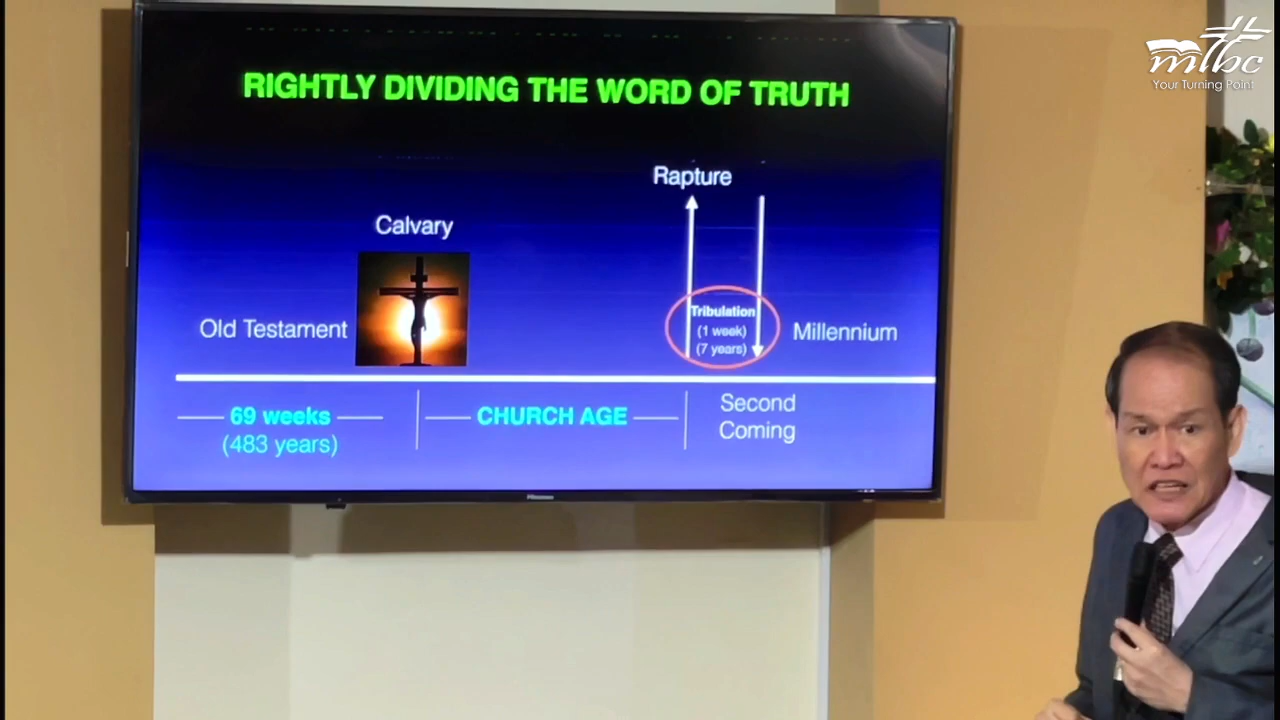 mlbc
Your Turning Point
RIGHTLY DIVIDING THE WORD OF TRUTH
Rapture
Calvary
Old Testament
Tribulation
(1 week)
(7 years)
Millennium
69 weeks
(483 years)
CHURCH AGE
Second
Coming
Hisense